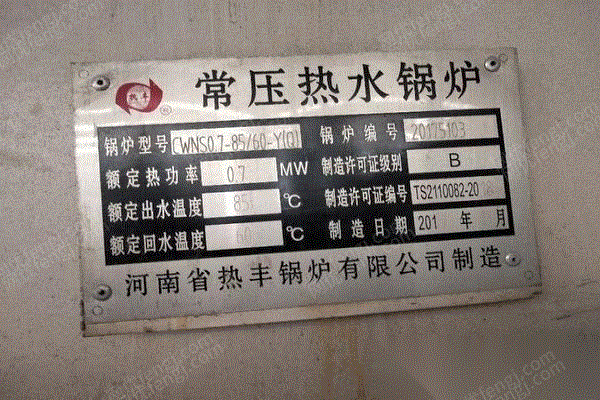 热丰 ® 常压热水锅炉
锅炉型号 CWNS0.7-85/60-Y(Q) 锅炉编号 20175103
额定热功率 0.7 MW 制造许可证级别 B
额定出水温度 85 ℃ 制造许可证编号 TS2110082-20
额定回水温度 60 ℃ 制造日期 201 年 月
河南省热丰锅炉有限公司制造